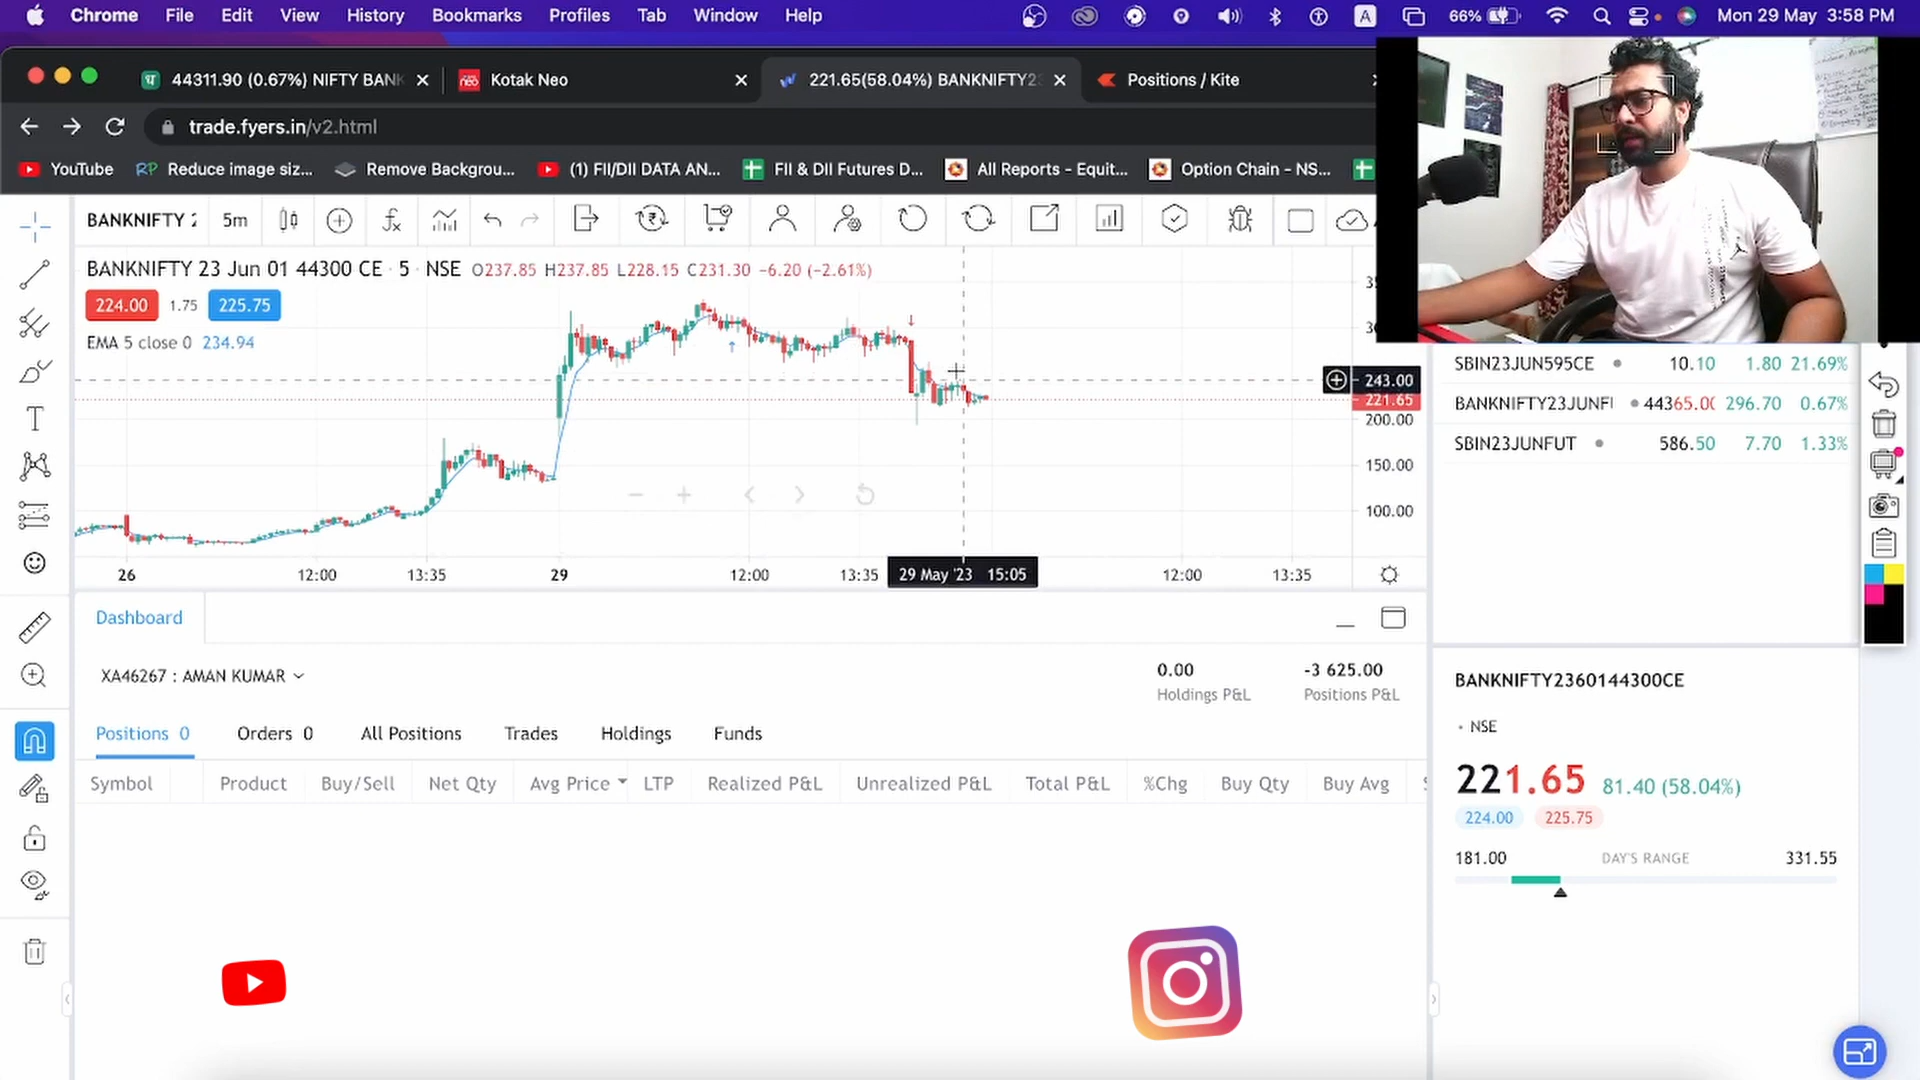 Chrome File Edit View History Bookmarks Profiles Tab Window Help A 66% Mon 29 May 3:58 PM
44311.90 (0.67%) NIFTY BANK
neo Kotak Neo
221.65(58.04%) BANKNIFTY23
Positions / Kite
trade.fyers.in/v2.html
YouTube
RP Reduce image siz...
Remove Backgrou...
(1) FII/DII DATA AN...
FII & DII Futures D...
All Reports - Equit...
Option Chain - NS...
BANKNIFTY 2 5m
BANKNIFTY 23 Jun 01 44300 CE · 5 · NSE O237.85 H237.85 L228.15 C231.30 −6.20 (−2.61%)
224.00 1.75 225.75
EMA 5 close 0 234.94
243.00
221.65
200.00
150.00
100.00
26 12:00 13:35 29 12:00 13:35 29 May '23 15:05 12:00 13:35
SBIN23JUN595CE 10.10 1.80 21.69%
BANKNIFTY23JUNFU 44365.00 296.70 0.67%
SBIN23JUNFUT 586.50 7.70 1.33%
Dashboard
XA46267 : AMAN KUMAR
0.00 -3 625.00
Holdings P&L Positions P&L
Positions 0 Orders 0 All Positions Trades Holdings Funds
Symbol Product Buy/Sell Net Qty Avg Price LTP Realized P&L Unrealized P&L Total P&L %Chg Buy Qty Buy Avg
BANKNIFTY2360144300CE
· NSE
221.65 81.40 (58.04%)
224.00 225.75
181.00 DAY'S RANGE 331.55